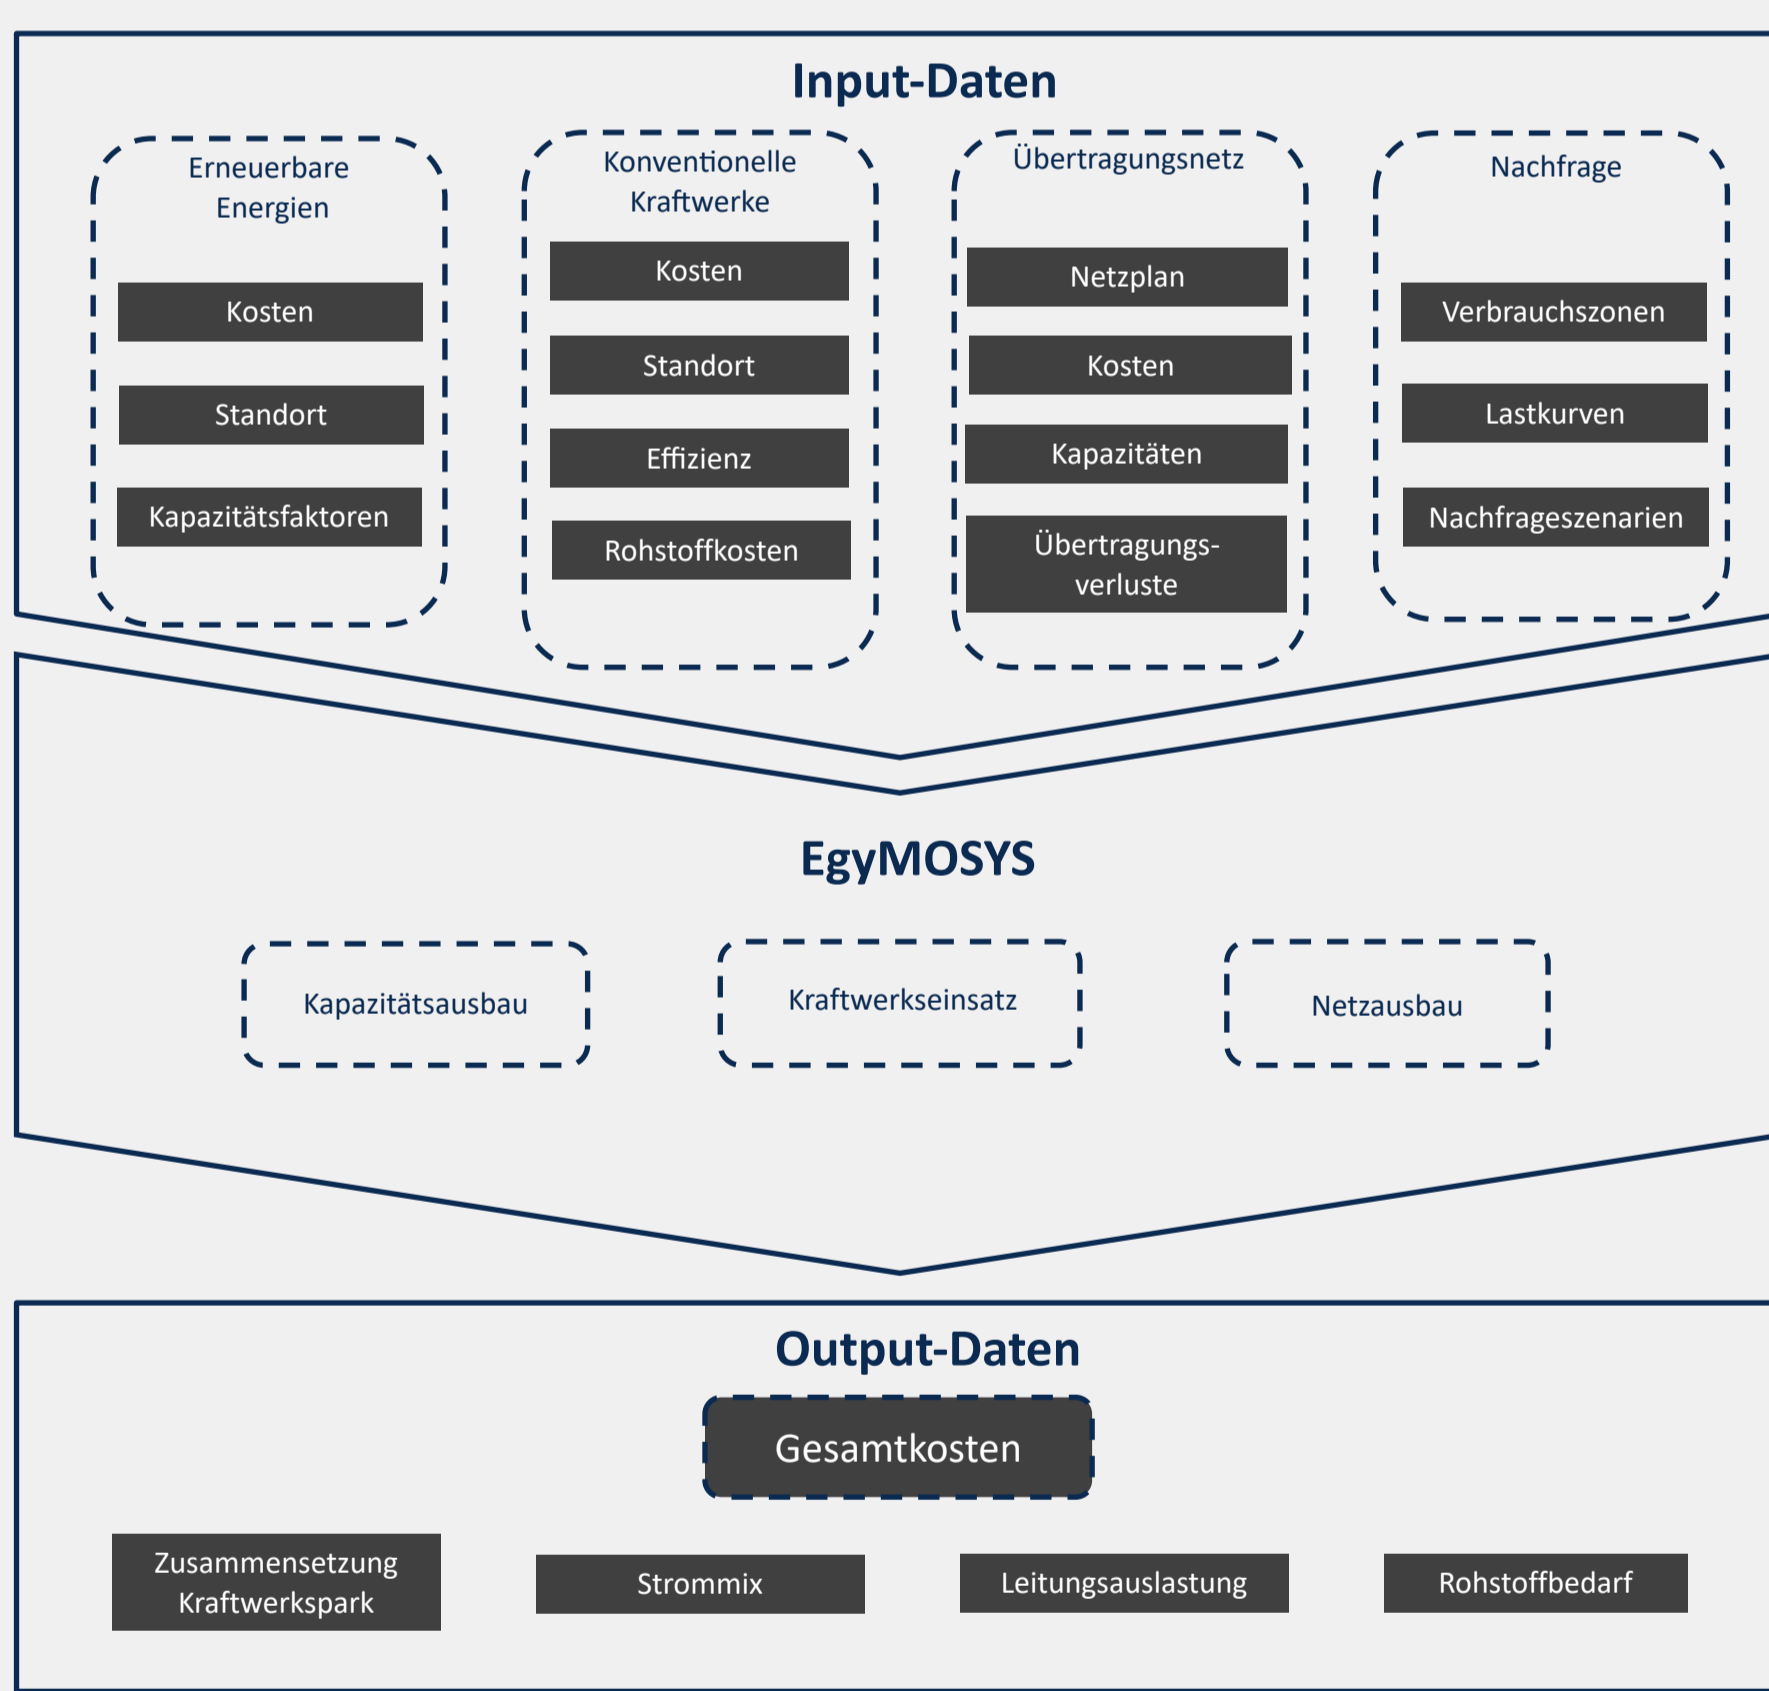 Input-Daten
Erneuerbare
Energien
Kosten
Standort
Kapazitätsfaktoren
Konventionelle
Kraftwerke
Kosten
Standort
Effizienz
Rohstoffkosten
Übertragungsnetz
Netzplan
Kosten
Kapazitäten
Übertragungs-
verluste
Nachfrage
Verbrauchszonen
Lastkurven
Nachfrageszenarien
EgyMOSYS
Kapazitätsausbau
Kraftwerkseinsatz
Netzausbau
Output-Daten
Gesamtkosten
Zusammensetzung
Kraftwerkspark
Strommix
Leitungsauslastung
Rohstoffbedarf